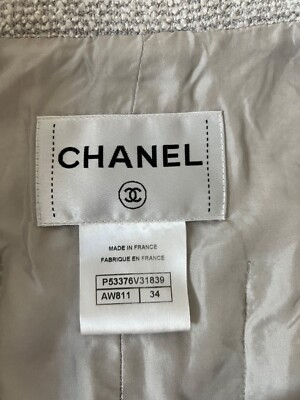 CHANEL
MADE IN FRANCE
FABRIQUE EN FRANCE
P53376V31839
AW811 34